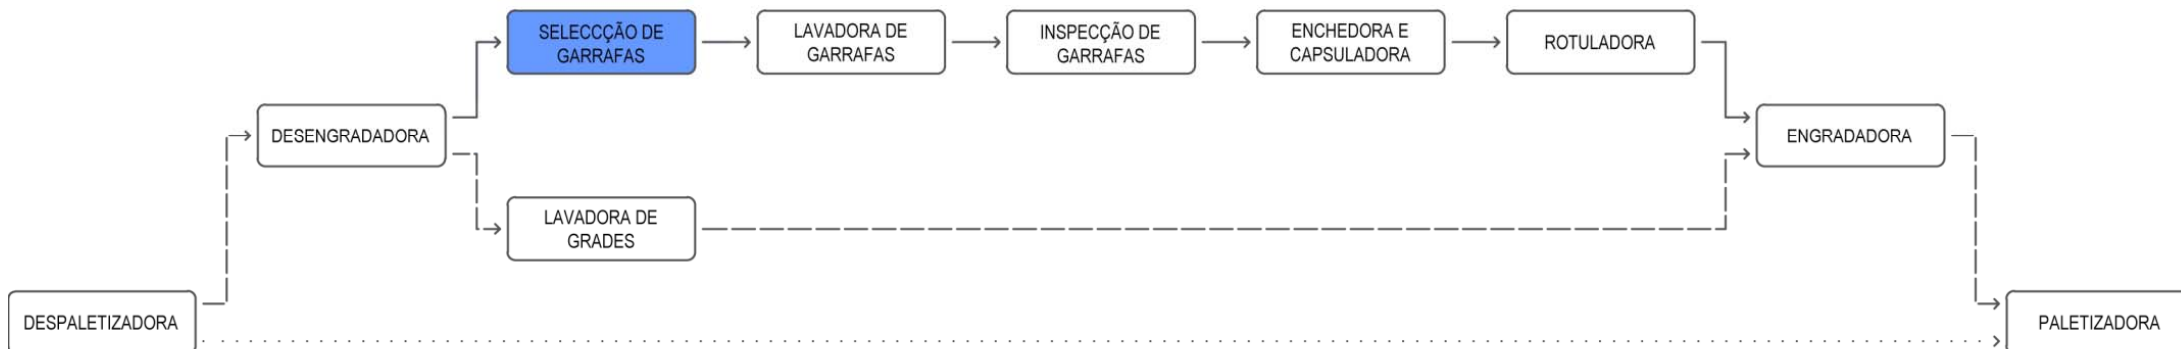 SELECCÇÃO DE
GARRAFAS
LAVADORA DE
GARRAFAS
INSPECÇÃO DE
GARRAFAS
ENCHEDORA E
CAPSULADORA
ROTULADORA
DESENGRADADORA
ENGRADADORA
LAVADORA DE
GRADES
DESPALETIZADORA
PALETIZADORA